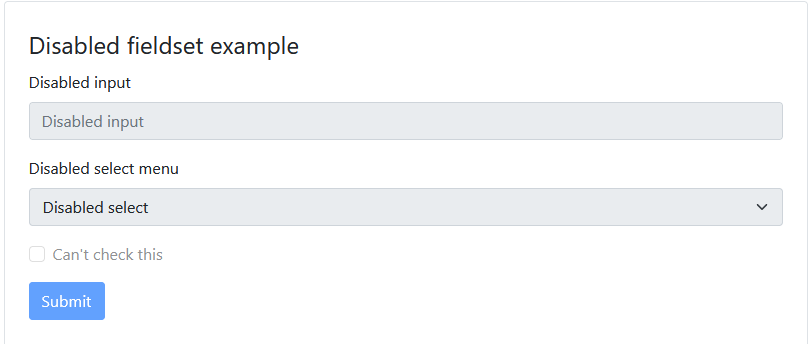 Disabled fieldset example
Disabled input
Disabled input
Disabled select menu
Disabled select
Can't check this
Submit